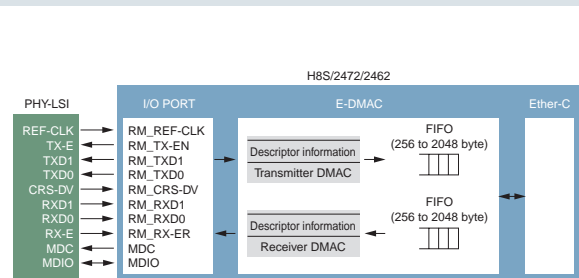 H8S/2472/2462
PHY-LSI
I/O PORT
E-DMAC
Ether-C
REF-CLK
TX-E
TXD1
TXD0
CRS-DV
RXD1
RXD0
RX-E
MDC
MDIO
RM_REF-CLK
RM_TX-EN
RM_TXD1
RM_TXD0
RM_CRS-DV
RM_RXD1
RM_RXD0
RM_RX-ER
MDC
MDIO
Descriptor information
Transmitter DMAC
FIFO
(256 to 2048 byte)
Descriptor information
Receiver DMAC
FIFO
(256 to 2048 byte)